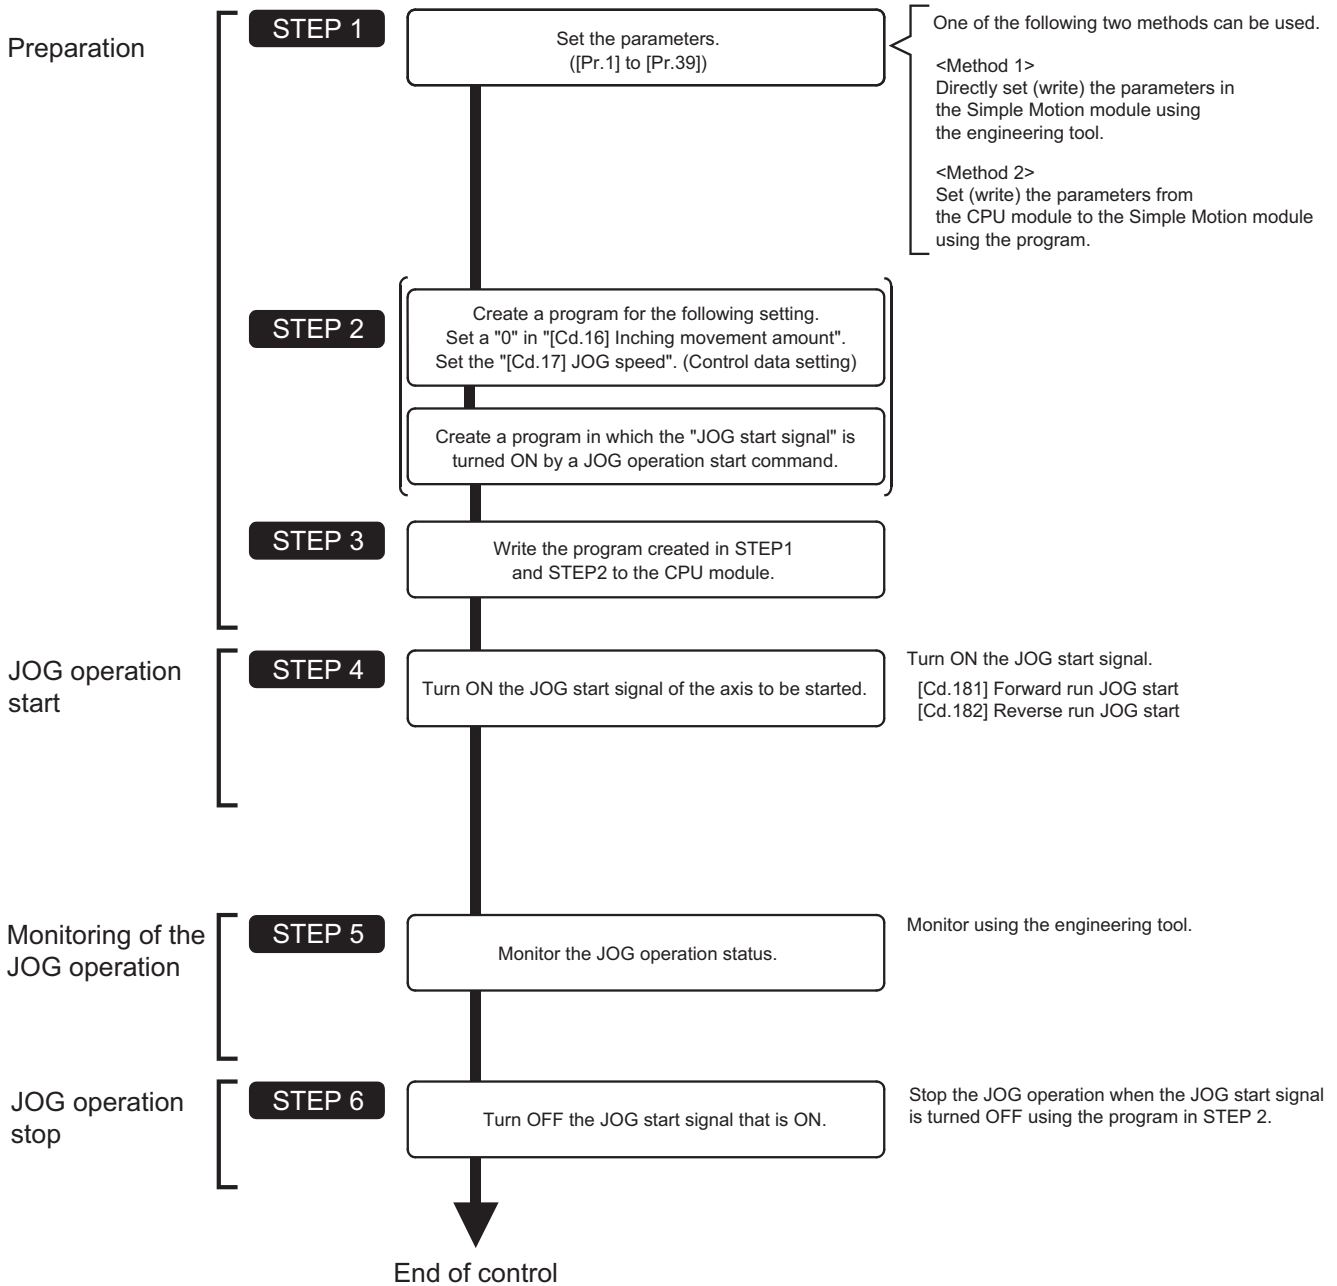 Preparation
STEP 1
Set the parameters.
([Pr.1] to [Pr.39])
One of the following two methods can be used.
<Method 1>
Directly set (write) the parameters in
the Simple Motion module using
the engineering tool.
<Method 2>
Set (write) the parameters from
the CPU module to the Simple Motion module
using the program.
STEP 2
Create a program for the following setting.
Set a "0" in "[Cd.16] Inching movement amount".
Set the "[Cd.17] JOG speed". (Control data setting)
Create a program in which the "JOG start signal" is
turned ON by a JOG operation start command.
STEP 3
Write the program created in STEP1
and STEP2 to the CPU module.
JOG operation
start
STEP 4
Turn ON the JOG start signal of the axis to be started.
Turn ON the JOG start signal.
[Cd.181] Forward run JOG start
[Cd.182] Reverse run JOG start
Monitoring of the
JOG operation
STEP 5
Monitor the JOG operation status.
Monitor using the engineering tool.
JOG operation
stop
STEP 6
Turn OFF the JOG start signal that is ON.
Stop the JOG operation when the JOG start signal
is turned OFF using the program in STEP 2.
End of control